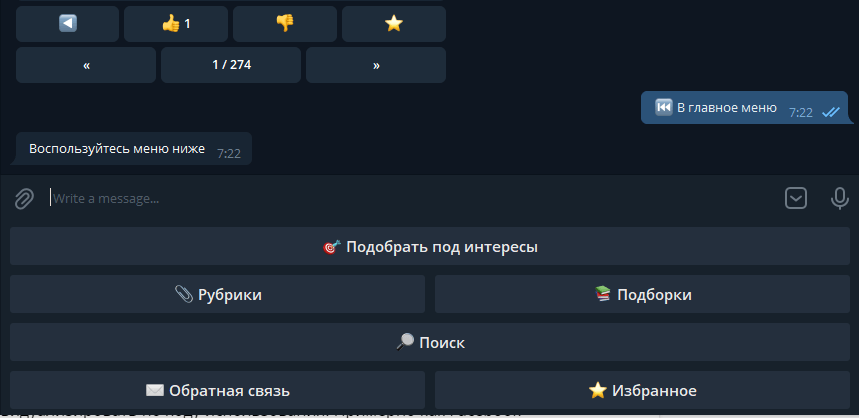 1
«
1 / 274
»
В главное меню 7:22
Воспользуйтесь меню ниже 7:22
Write a message...
Подобрать под интересы
Рубрики
Подборки
Поиск
Обратная связь
Избранное